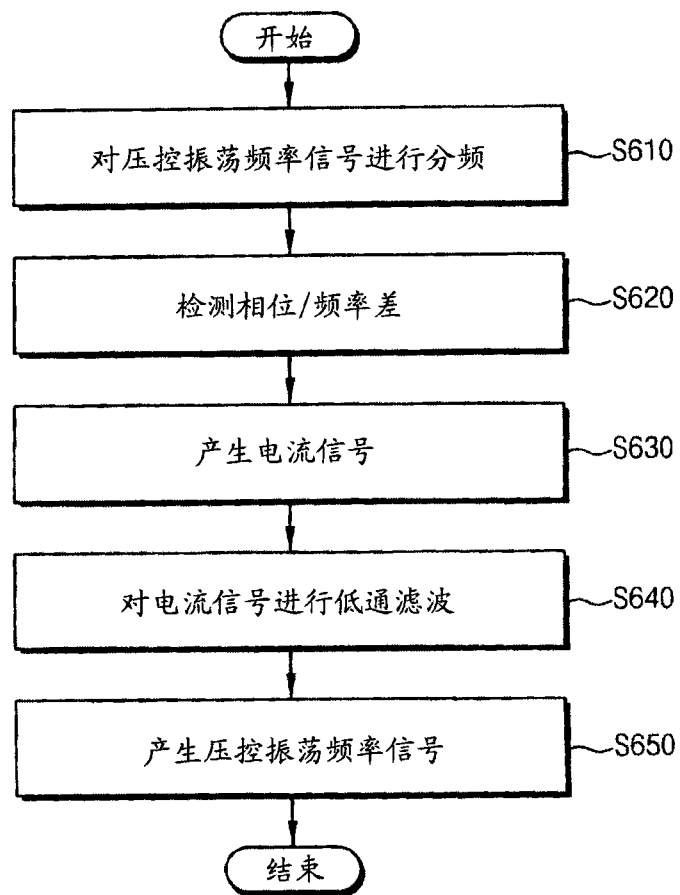 开始
对压控振荡频率信号进行分频
S610
检测相位/频率差
S620
产生电流信号
S630
对电流信号进行低通滤波
S640
产生压控振荡频率信号
S650
结束